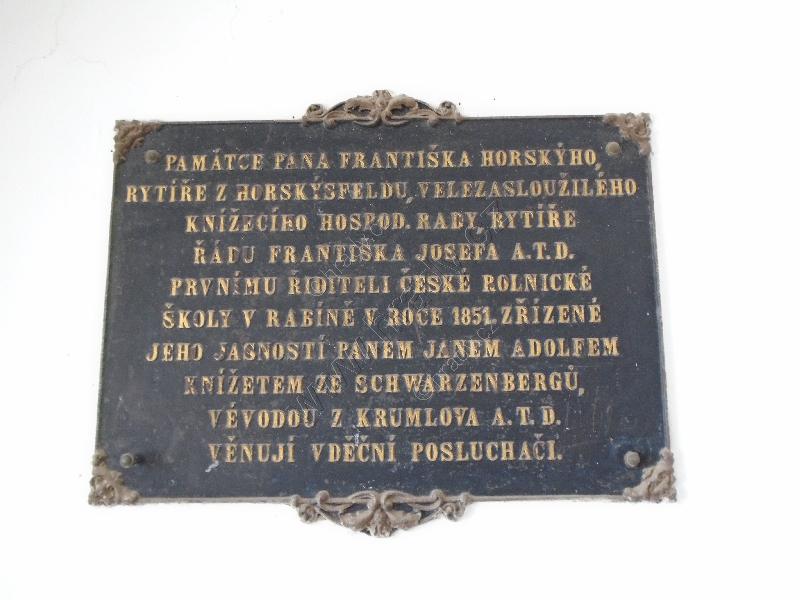 PAMÁTCE PANA FRANTIŠKA HORSKÝHO,
RYTÍŘE Z HORSKÝSFELDU, VELEZASLOUŽILÉHO
KNÍŽECÍHO HOSPOD. RADY, RYTÍŘE
ŘÁDU FRANTIŠKA JOSEFA A.T.D.
PRVNÍMU ŘIDITELI ČESKÉ ROLNICKÉ
ŠKOLY V RABÍNĚ V ROCE 1851. ZŘÍZENÉ
JEHO JASNOSTÍ PANEM JANEM ADOLFEM
KNÍŽETEM ZE SCHWARZENBERGŮ,
VÉVODOU Z KRUMLOVA A.T.D.
VĚNUJÍ VDĚČNÍ POSLUCHAČI.